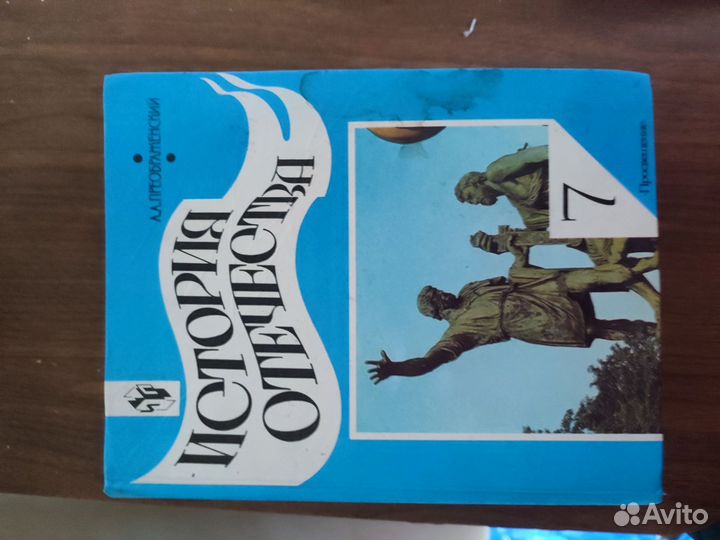 А.А.ПРЕОБРАЖЕНСКИЙ
ИСТОРИЯ
ОТЕЧЕСТВА
7
·Просвещение·
Avito